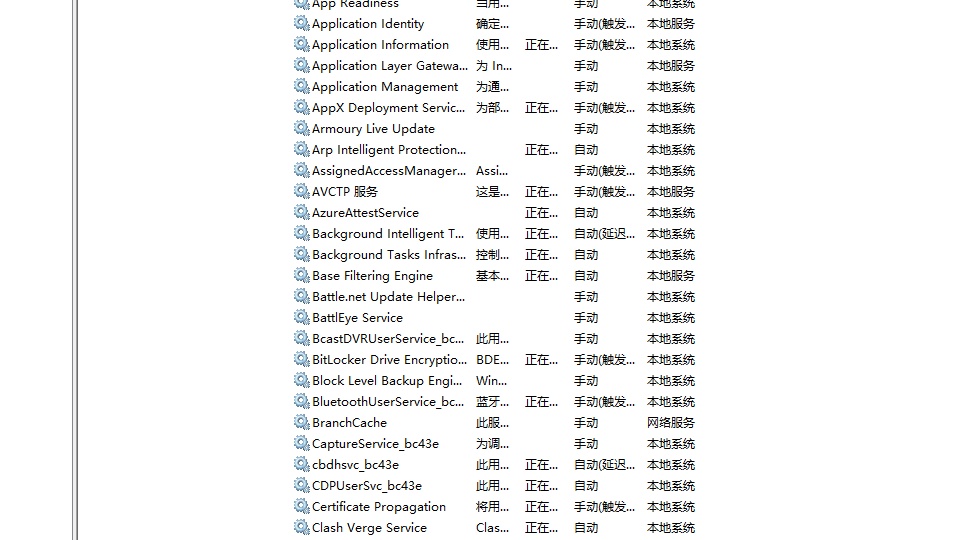 App Readiness 当用... 手动 本地系统
Application Identity 确定... 手动(触发... 本地服务
Application Information 使用... 正在... 手动(触发... 本地系统
Application Layer Gatewa... 为 In... 手动 本地服务
Application Management 为通... 手动 本地系统
AppX Deployment Servic... 为部... 正在... 手动(触发... 本地系统
Armoury Live Update 手动 本地系统
Arp Intelligent Protection... 正在... 自动 本地系统
AssignedAccessManager... Assi... 手动(触发... 本地系统
AVCTP 服务 这是... 正在... 手动(触发... 本地服务
AzureAttestService 正在... 自动 本地系统
Background Intelligent T... 使用... 正在... 自动(延迟... 本地系统
Background Tasks Infras... 控制... 正在... 自动 本地系统
Base Filtering Engine 基本... 正在... 自动 本地服务
Battle.net Update Helper... 手动 本地系统
BattlEye Service 手动 本地系统
BcastDVRUserService_bc... 此用... 手动 本地系统
BitLocker Drive Encryptio... BDE... 正在... 手动(触发... 本地系统
Block Level Backup Engi... Win... 手动 本地系统
BluetoothUserService_bc... 蓝牙... 正在... 手动(触发... 本地系统
BranchCache 此服... 手动 网络服务
CaptureService_bc43e 为调... 手动 本地系统
cbdhsvc_bc43e 此用... 正在... 自动(延迟... 本地系统
CDPUserSvc_bc43e 此用... 正在... 自动 本地系统
Certificate Propagation 将用... 正在... 手动(触发... 本地系统
Clash Verge Service Clas... 正在... 自动 本地系统